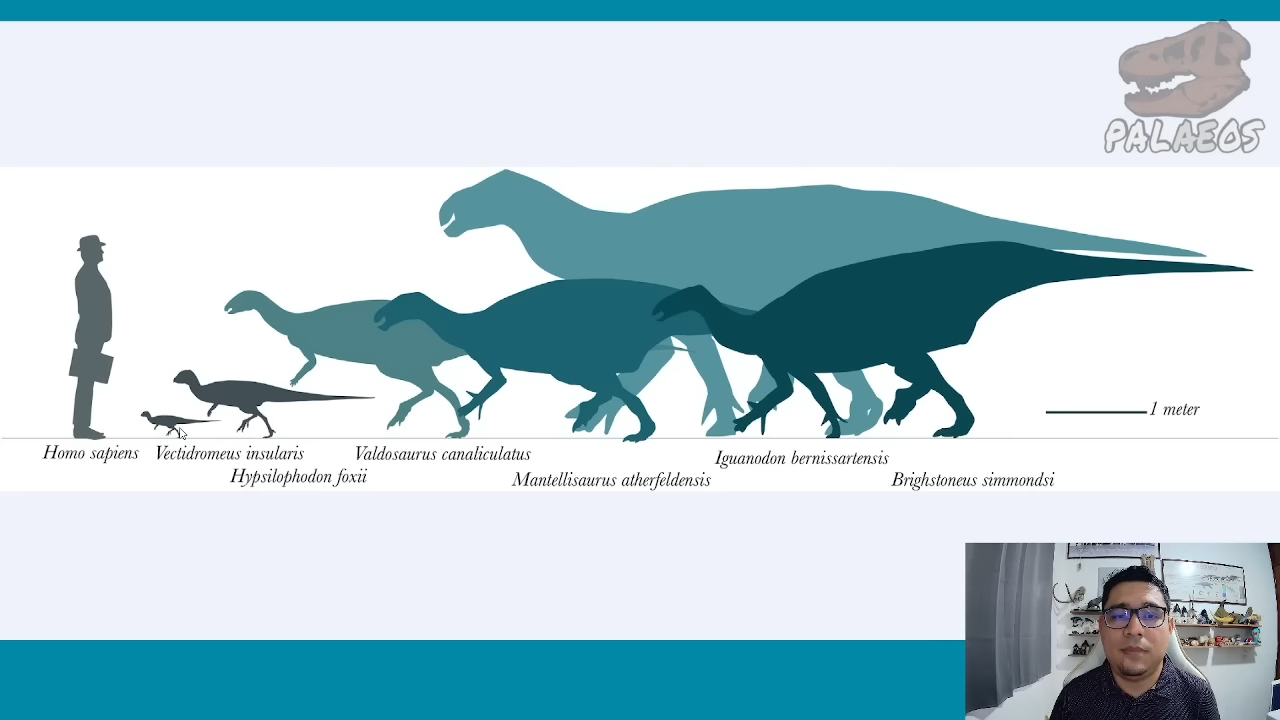 PALAEOS
1 meter
Homo sapiens
Vectidromeus insularis
Hypsilophodon foxii
Valdosaurus canaliculatus
Mantellisaurus atherfeldensis
Iguanodon bernissartensis
Brighstoneus simmondsi